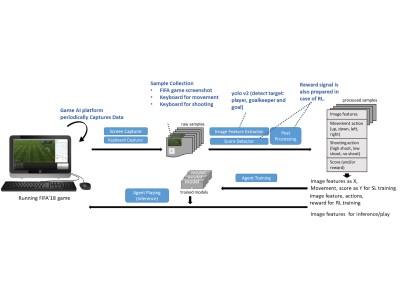 Sample Collection
• FIFA game screenshot
• Keyboard for movement
• Keyboard for shooting
yolo v2 (detect target:
player, goalkeeper and
goal)
Reward signal is
also prepared in
case of RL.
Game AI platform
periodically Captures Data
Screen Capture
Keyboard Capture
raw samples
Image Feature Extraction
Score Detector
Post
Processing
processed samples
Image features
Movement action
(up, down, left,
right)
Shooting action
(high shoot, low
shoot, no shoot)
Score (and/or
reward)
Running FIFA'18 game
Agent Playing
(Inference)
model
trained models
Agent Training
Image features as X,
Movement, score as Y for SL training
Image feature, actions,
reward for RL training
Image features for inference/play